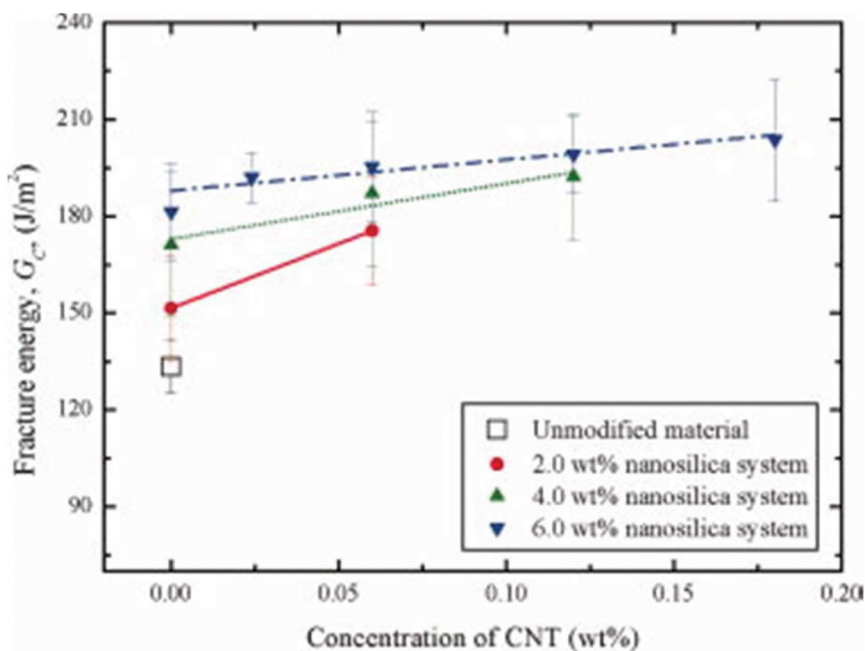 240
210
180
150
120
90
Fracture energy, G_C, (J/m²)
Unmodified material
2.0 wt% nanosilica system
4.0 wt% nanosilica system
6.0 wt% nanosilica system
0.00
0.05
0.10
0.15
0.20
Concentration of CNT (wt%)